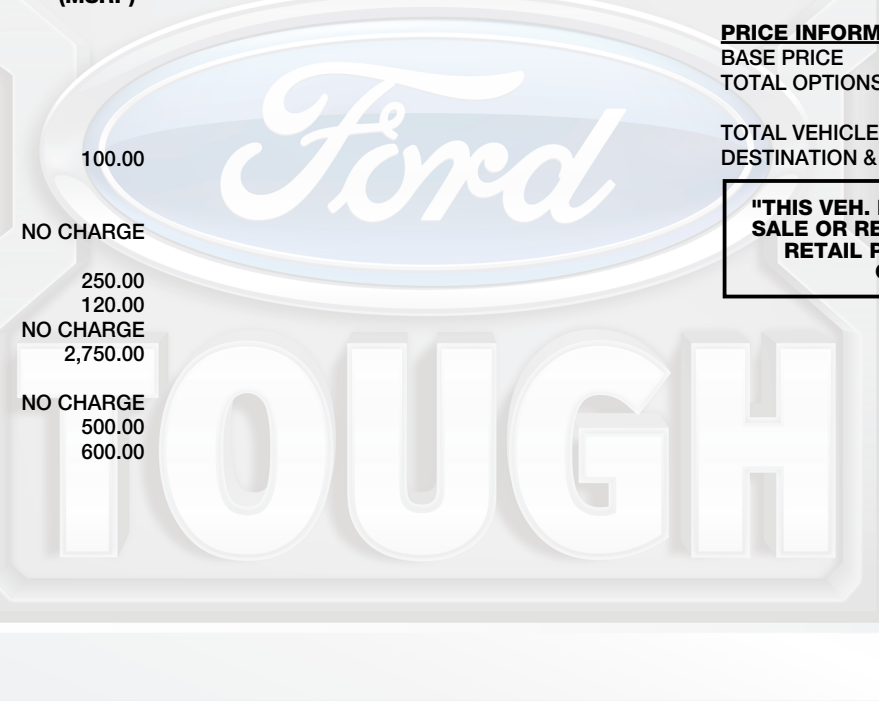 (MSRP)
100.00
NO CHARGE
250.00
120.00
NO CHARGE
2,750.00
NO CHARGE
500.00
600.00
PRICE INFORM
BASE PRICE
TOTAL OPTIONS
TOTAL VEHICLE
DESTINATION &
"THIS VEH.
SALE OR RE
RETAIL
Ford
TOUGH